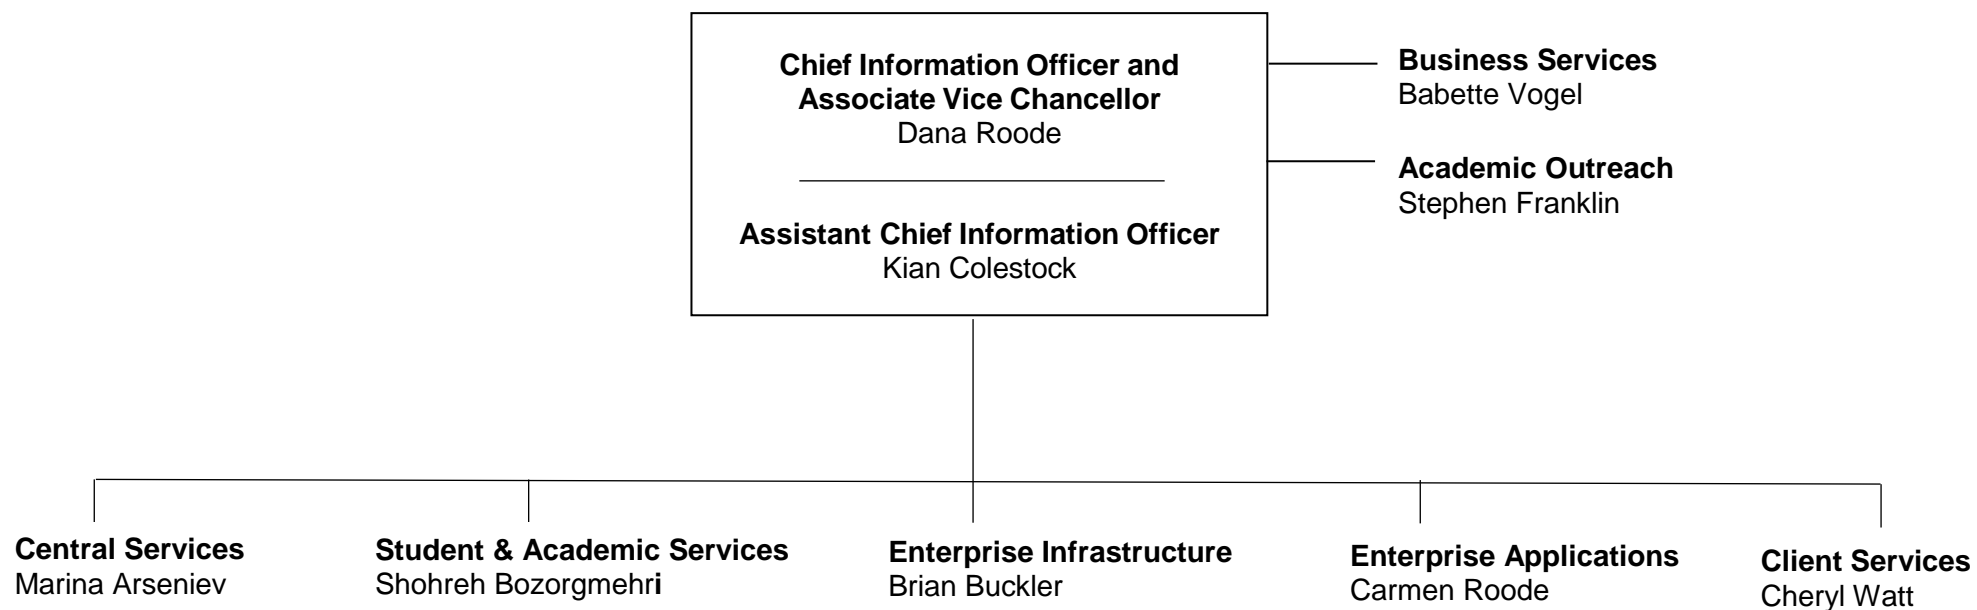 Chief Information Officer and
Associate Vice Chancellor
Dana Roode
Assistant Chief Information Officer
Kian Colestock
Business Services
Babette Vogel
Academic Outreach
Stephen Franklin
Central Services
Marina Arseniev
Student & Academic Services
Shohreh Bozorgmehri
Enterprise Infrastructure
Brian Buckler
Enterprise Applications
Carmen Roode
Client Services
Cheryl Watt